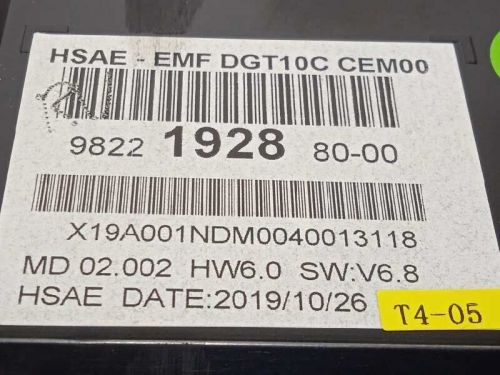 HSAE - EMF DGT10C CEM00
9822 1928 80-00
X19A001NDM0040013118
MD 02.002 HW6.0 SW:V6.8
HSAE DATE:2019/10/26
T4-05